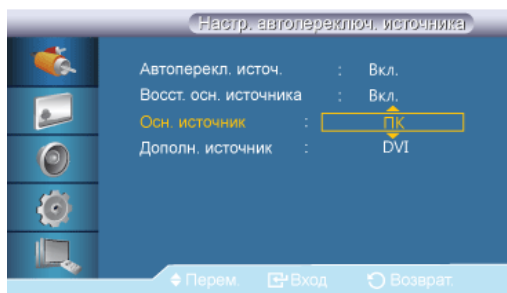 Настр. автопереключ. источника
Автоперекл. источ. : Вкл.
Восст. осн. источника : Вкл.
Осн. источник : ПК
Дополн. источник : DVI
Перем. Вход Возврат.